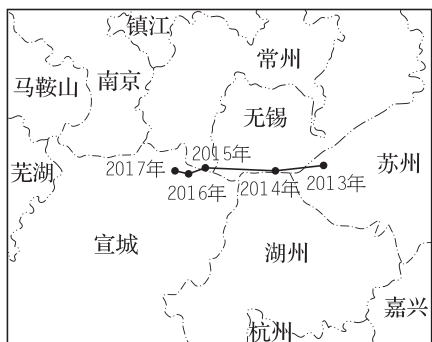 镇江
常州
马鞍山
南京
无锡
2015年
苏州
芜湖
2017年
2016年
2014年
2013年
宣城
湖州
嘉兴
杭州